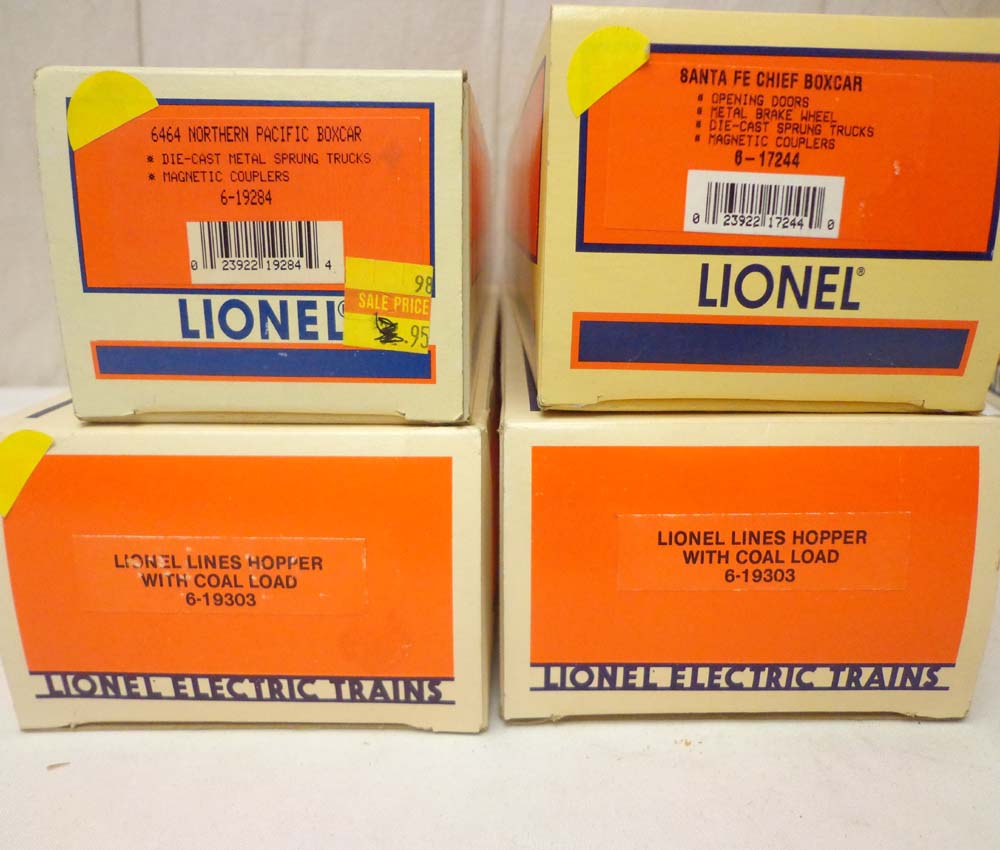 6464 NORTHERN PACIFIC BOXCAR
* DIE-CAST METAL SPRUNG TRUCKS
* MAGNETIC COUPLERS
6-19284
0 23922 19284 4
98
SALE PRICE
.95
LIONEL®
SANTA FE CHIEF BOXCAR
* OPENING DOORS
* METAL BRAKE WHEEL
* DIE-CAST SPRUNG TRUCKS
* MAGNETIC COUPLERS
6-17244
0 23922 17244 0
LIONEL®
LIONEL LINES HOPPER
WITH COAL LOAD
6-19303
LIONEL ELECTRIC TRAINS
LIONEL LINES HOPPER
WITH COAL LOAD
6-19303
LIONEL ELECTRIC TRAINS